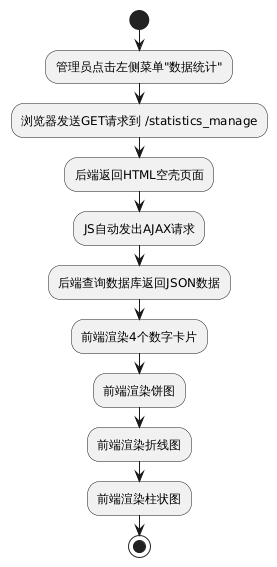 管理员点击左侧菜单"数据统计"
浏览器发送GET请求到 /statistics_manage
后端返回HTML空壳页面
JS自动发出AJAX请求
后端查询数据库返回JSON数据
前端渲染4个数字卡片
前端渲染饼图
前端渲染折线图
前端渲染柱状图